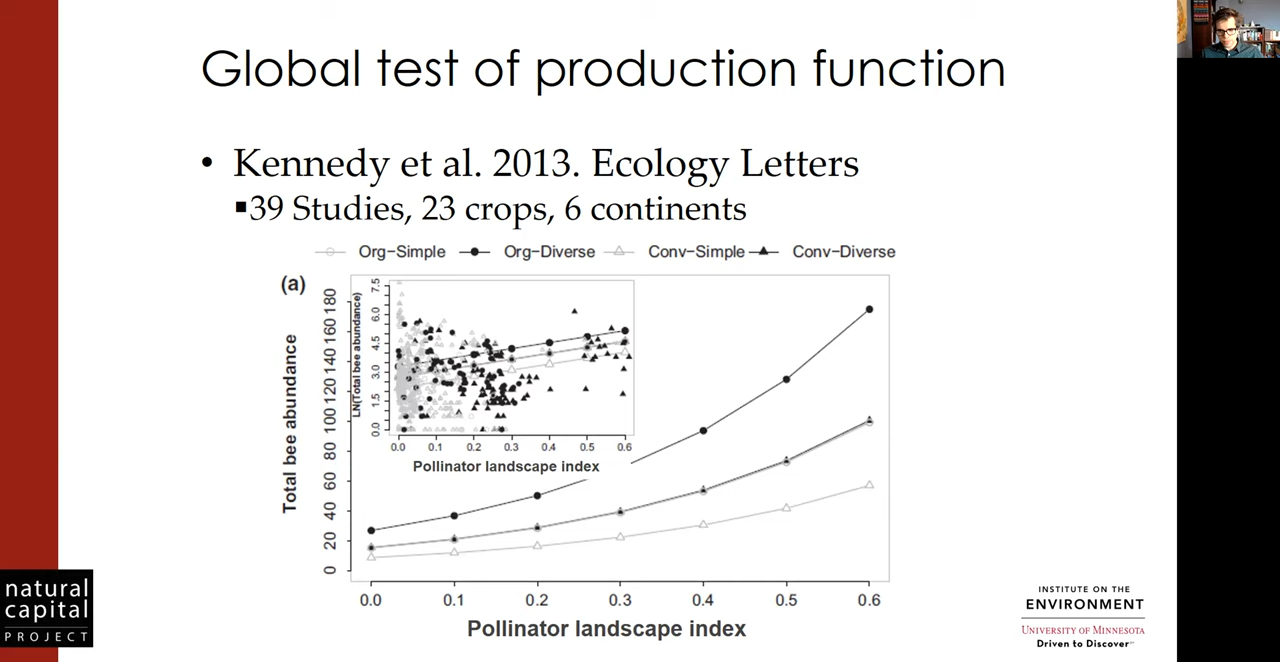 Global test of production function
• Kennedy et al. 2013. Ecology Letters
▪39 Studies, 23 crops, 6 continents
Org−Simple Org−Diverse Conv−Simple Conv−Diverse
(a)
Total bee abundance
0 20 40 60 80 100 120 140 160 180
LN(Total bee abundance)
0.0 1.5 3.0 4.5 6.0 7.5
0.0 0.1 0.2 0.3 0.4 0.5 0.6
Pollinator landscape index
0.0 0.1 0.2 0.3 0.4 0.5 0.6
Pollinator landscape index
natural
capital
PROJECT
INSTITUTE ON THE
ENVIRONMENT
UNIVERSITY OF MINNESOTA
Driven to Discover℠